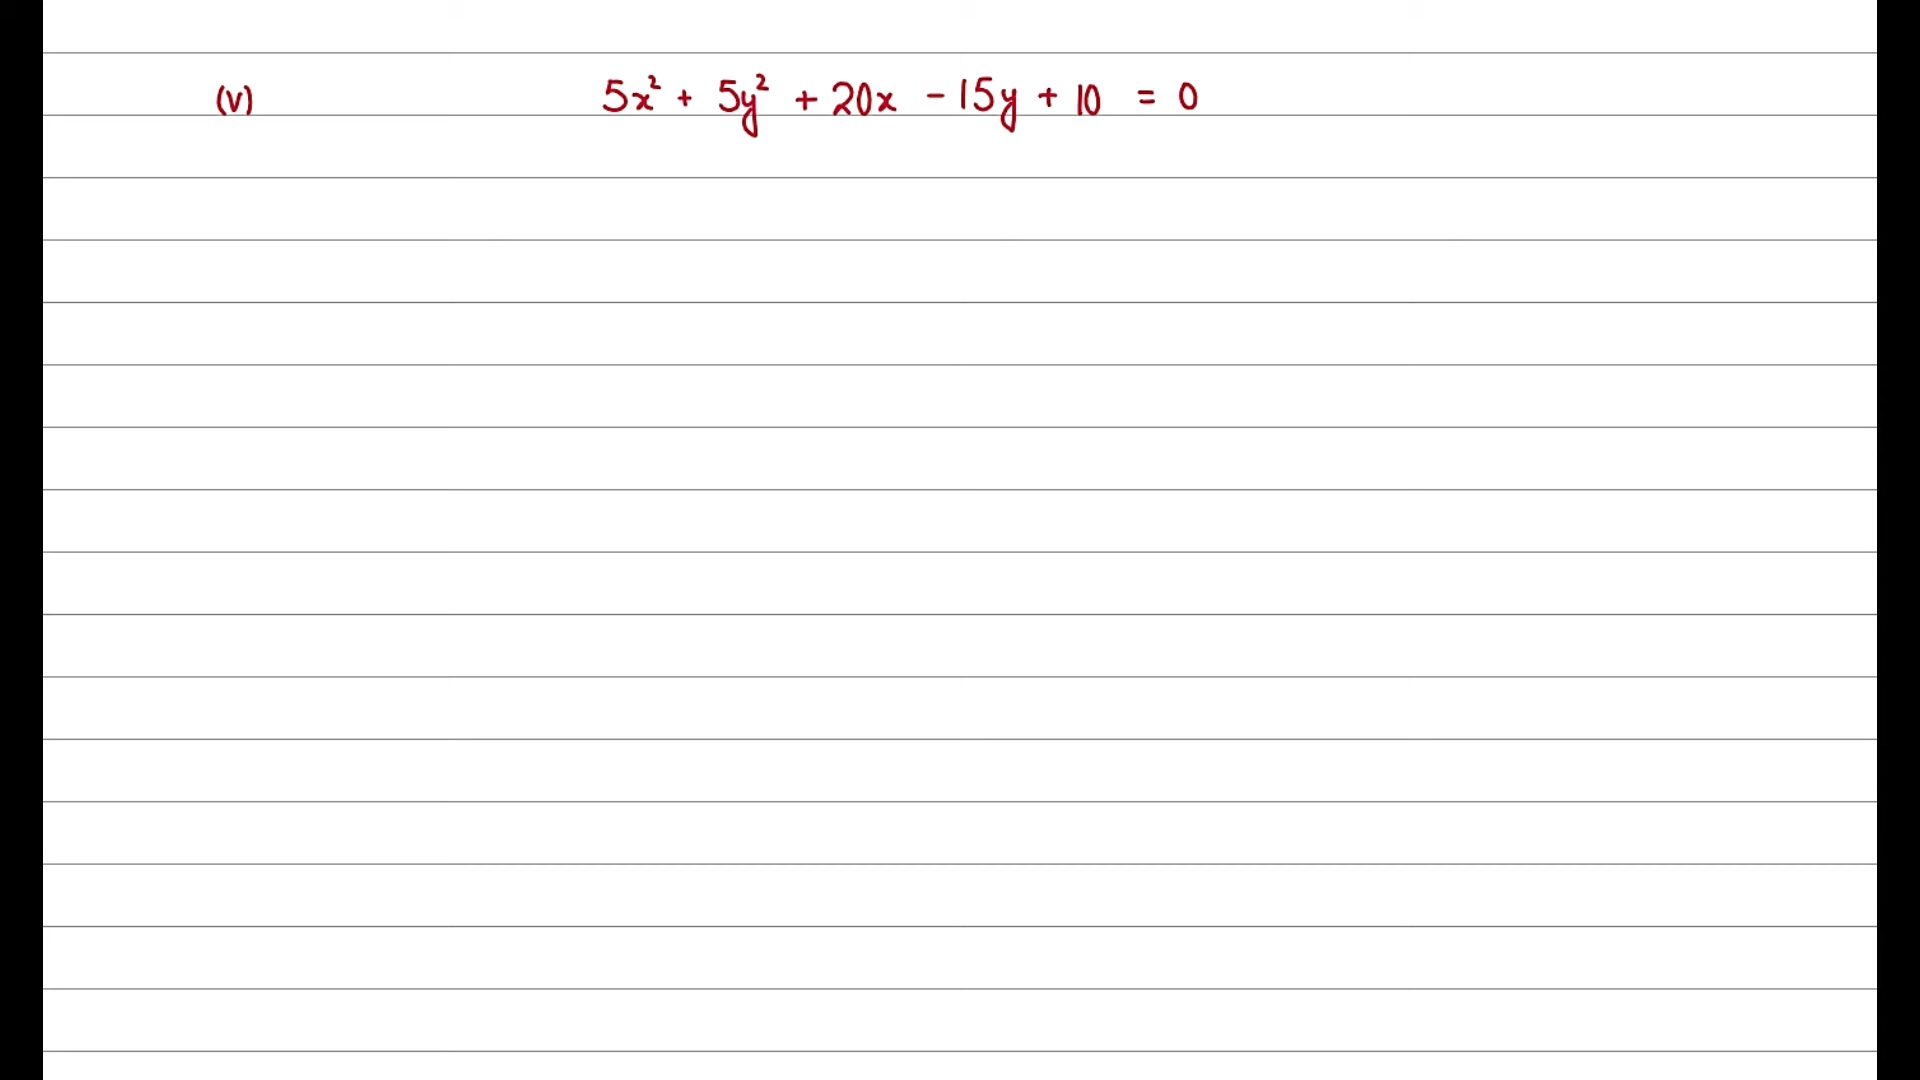 (v) 5x² + 5y² + 20x - 15y + 10 = 0